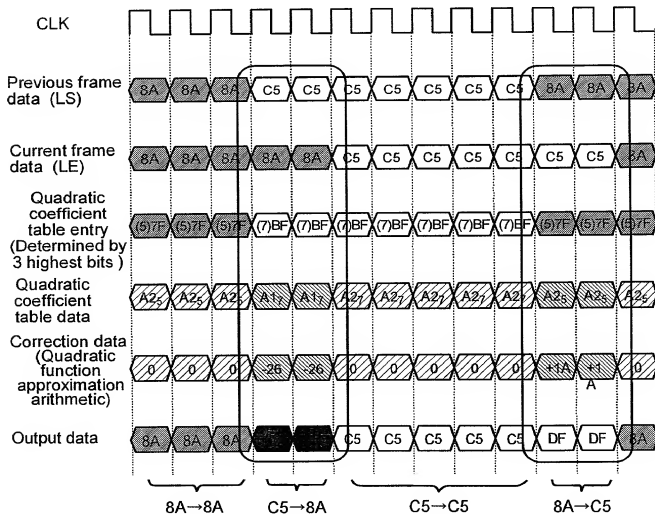 CLK
Previous frame data (LS) 8A 8A 8A C5 C5 C5 C5 C5 C5 C5 8A 8A 8A
Current frame data (LE) 8A 8A 8A 8A 8A C5 C5 C5 C5 C5 C5 C5 8A
Quadratic coefficient table entry (Determined by 3 highest bits ) (5)7F (5)7F (5)7F (7)BF (7)BF (7)BF (7)BF (7)BF (7)BF (7)BF (5)7F (5)7F (5)7F
Quadratic coefficient table data A2₅ A2₅ A2₅ A1₇ A1₇ A2₇ A2₇ A2₇ A2₇ A2₇ A2₅ A2₅ A2₅
Correction data (Quadratic function approximation arithmetic) 0 0 0 -26 -26 0 0 0 0 0 +1A +1A 0
Output data 8A 8A 8A C5 C5 C5 C5 C5 DF DF 8A
8A→8A C5→8A C5→C5 8A→C5